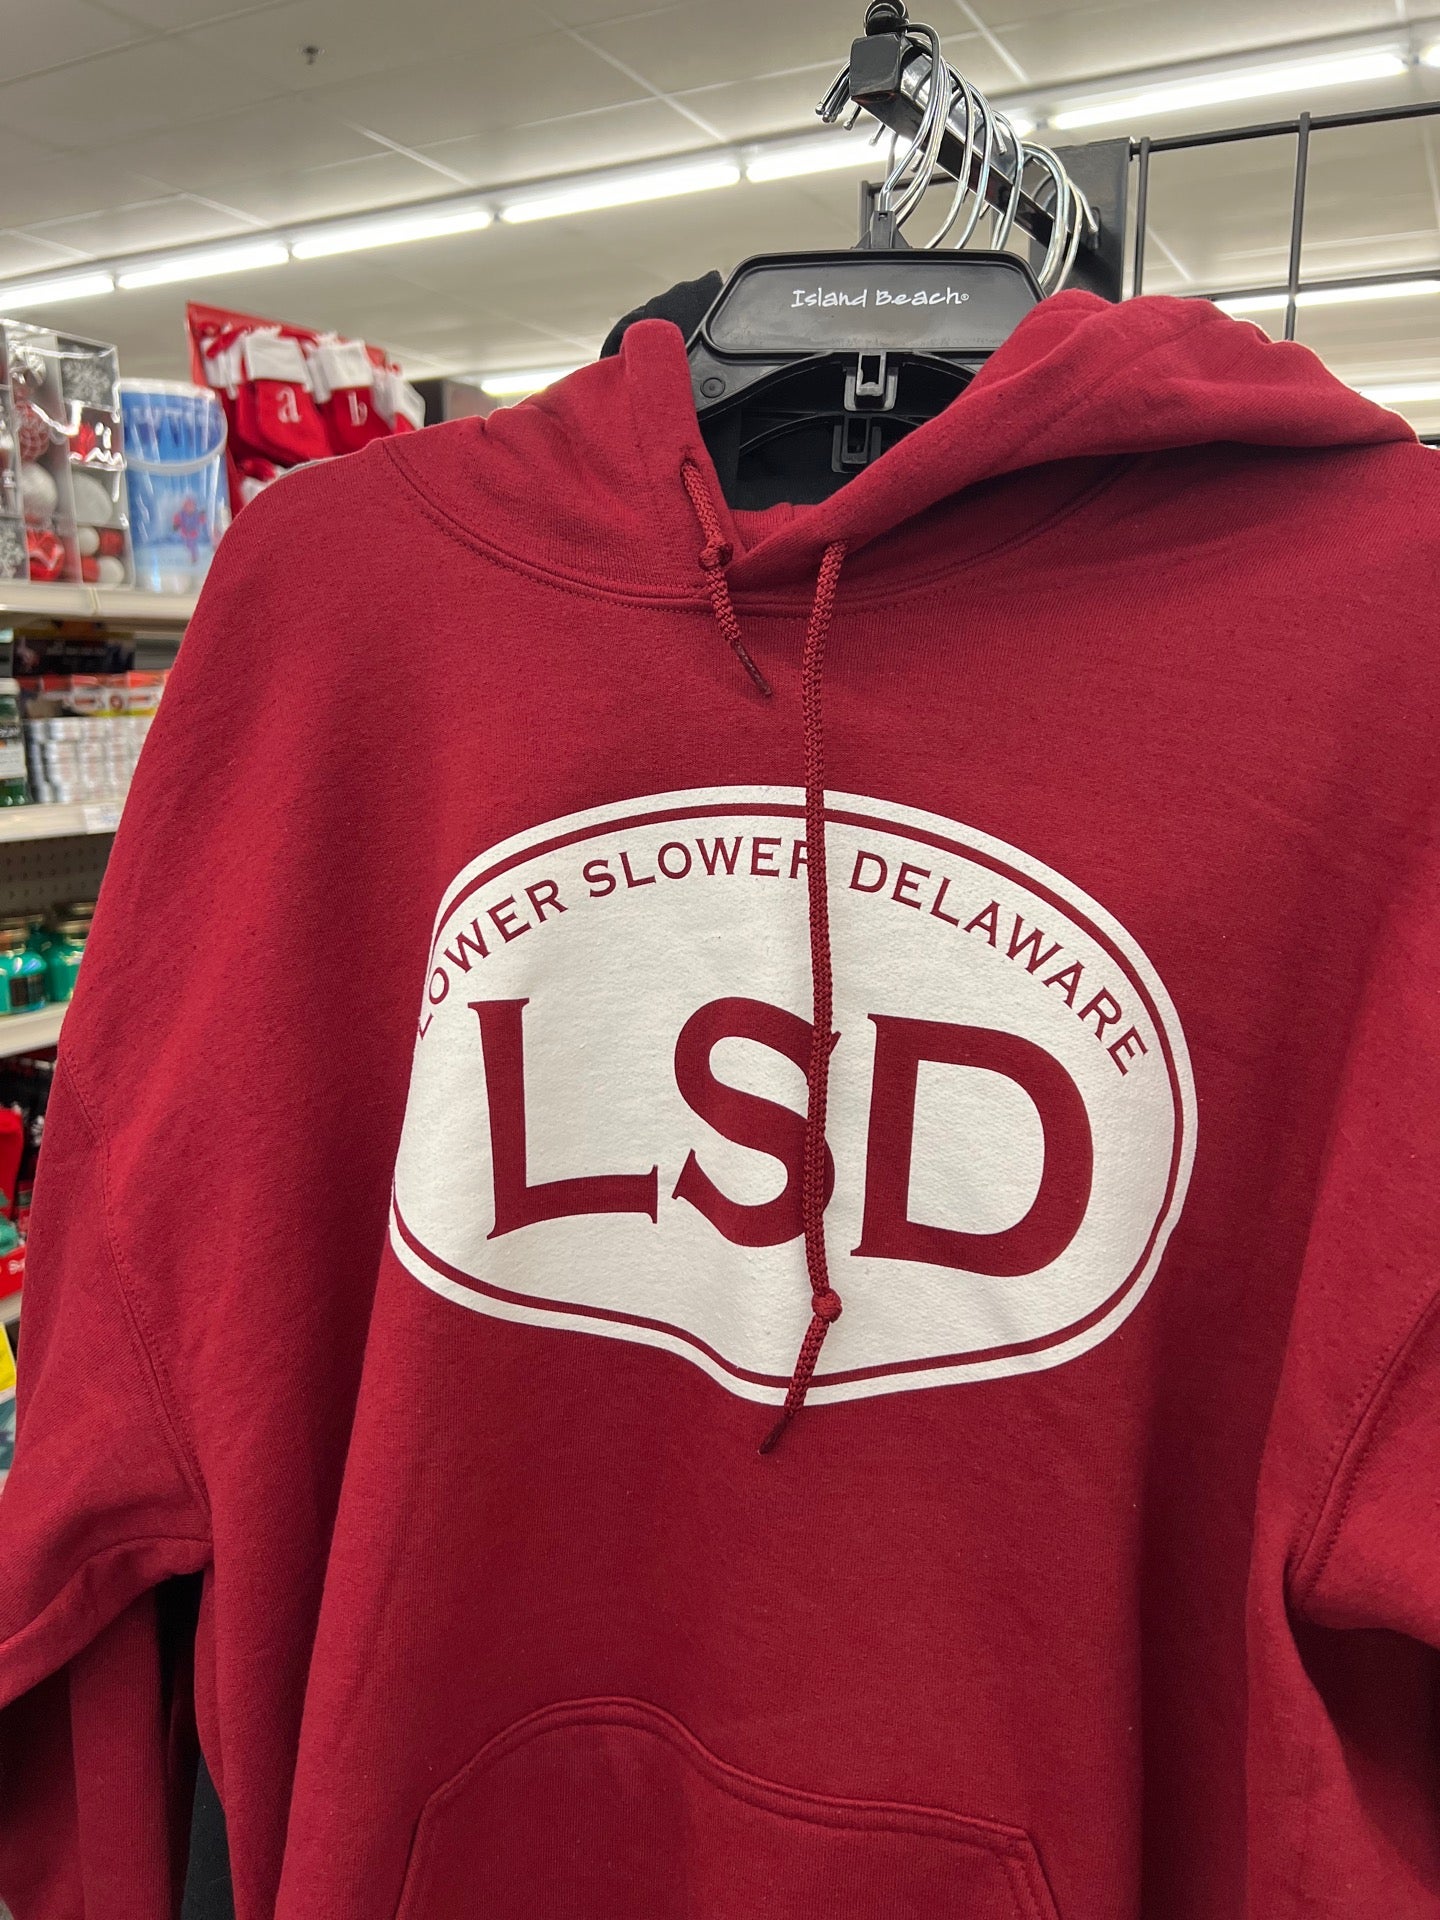 Island Beach®
a
b
LOWER SLOWER DELAWARE
LSD